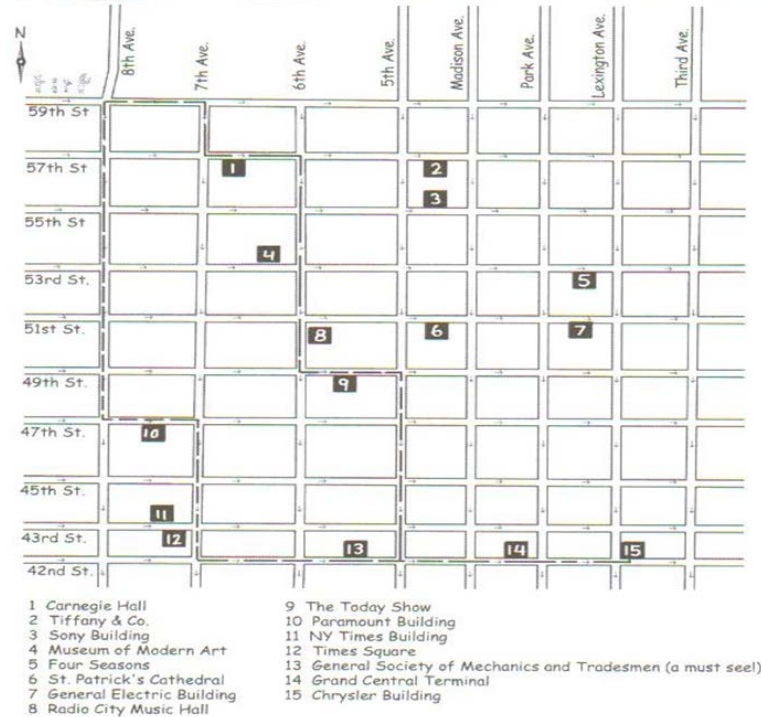 N
8th Ave.
7th Ave.
6th Ave.
5th Ave.
Madison Ave.
Park Ave.
Lexington Ave.
Third Ave.
59th St
57th St
1
2
3
55th St
4
53rd St.
5
51st St.
8
6
7
49th St.
9
47th St.
10
45th St.
11
43rd St.
12
13
14
15
42nd St.
1 Carnegie Hall
2 Tiffany & Co.
3 Sony Building
4 Museum of Modern Art
5 Four Seasons
6 St. Patrick's Cathedral
7 General Electric Building
8 Radio City Music Hall
9 The Today Show
10 Paramount Building
11 NY Times Building
12 Times Square
13 General Society of Mechanics and Tradesmen (a must see!)
14 Grand Central Terminal
15 Chrysler Building